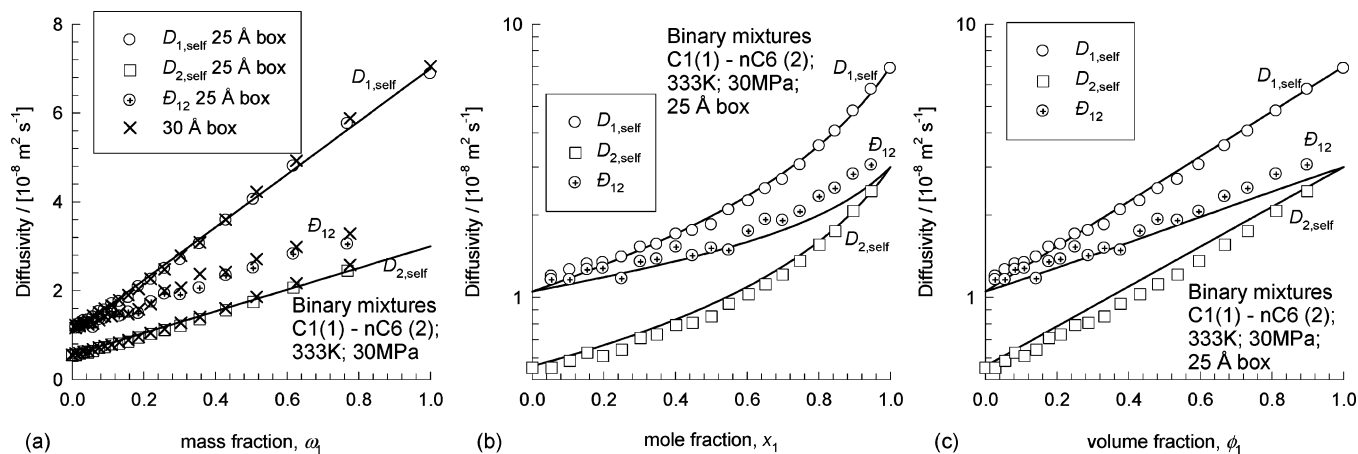 8
6
4
2
0
Diffusivity / [10⁻⁸ m² s⁻¹]
D₁,self 25 Å box
D₂,self 25 Å box
Đ₁₂ 25 Å box
30 Å box
D₁,self
Đ₁₂
D₂,self
Binary mixtures
C1(1) - nC6 (2);
333K; 30MPa
0.0 0.2 0.4 0.6 0.8 1.0
(a) mass fraction, ω₁
10
1
Diffusivity / [10⁻⁸ m² s⁻¹]
Binary mixtures
C1(1) - nC6 (2);
333K; 30MPa;
25 Å box
D₁,self
D₂,self
Đ₁₂
D₁,self
Đ₁₂
D₂,self
0.0 0.2 0.4 0.6 0.8 1.0
(b) mole fraction, x₁
10
1
Diffusivity / [10⁻⁸ m² s⁻¹]
D₁,self
D₂,self
Đ₁₂
D₁,self
Đ₁₂
D₂,self
Binary mixtures
C1(1) - nC6 (2);
333K; 30MPa;
25 Å box
0.0 0.2 0.4 0.6 0.8 1.0
(c) volume fraction, ϕ₁